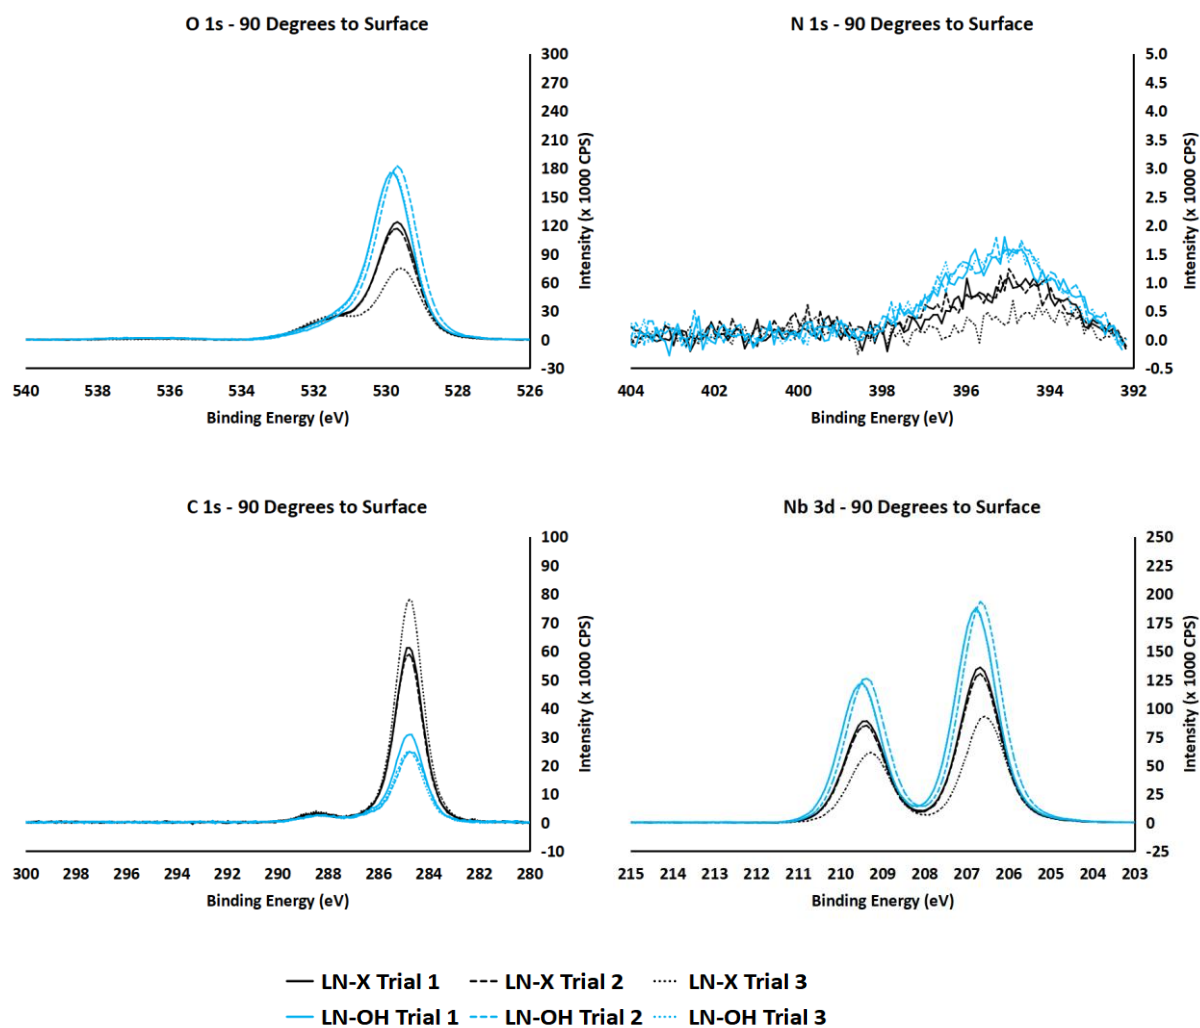 O 1s - 90 Degrees to Surface
300
270
240
210
180
150
120
90
60
30
0
-30
Intensity (x 1000 CPS)
540 538 536 534 532 530 528 526
Binding Energy (eV)
N 1s - 90 Degrees to Surface
5.0
4.5
4.0
3.5
3.0
2.5
2.0
1.5
1.0
0.5
0.0
-0.5
Intensity (x 1000 CPS)
404 402 400 398 396 394 392
Binding Energy (eV)
C 1s - 90 Degrees to Surface
100
90
80
70
60
50
40
30
20
10
0
-10
Intensity (x 1000 CPS)
300 298 296 294 292 290 288 286 284 282 280
Binding Energy (eV)
Nb 3d - 90 Degrees to Surface
250
225
200
175
150
125
100
75
50
25
0
-25
Intensity (x 1000 CPS)
215 214 213 212 211 210 209 208 207 206 205 204 203
Binding Energy (eV)
LN-X Trial 1 LN-X Trial 2 LN-X Trial 3
LN-OH Trial 1 LN-OH Trial 2 LN-OH Trial 3